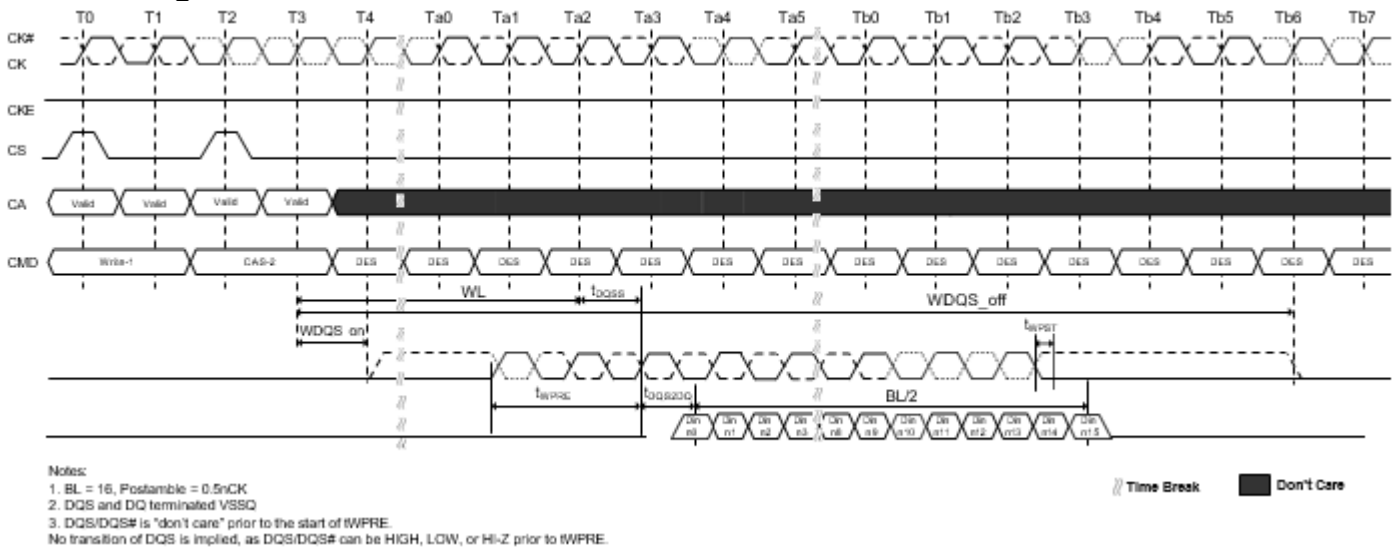 T0 T1 T2 T3 T4 Ta0 Ta1 Ta2 Ta3 Ta4 Ta5 Tb0 Tb1 Tb2 Tb3 Tb4 Tb5 Tb6 Tb7
CK#
CK
CKE
CS
CA Valid Valid Valid Valid
CMD Write-1 CAS-2 DES DES DES DES DES DES DES DES DES DES DES DES DES DES DES
WL tDQSS WDQS_off
WDQS_on tWPST
tWPRE tDQS2DQ BL/2
Din Din Din Din Din Din Din Din Din Din Din Din
n0 n1 n2 n3 n8 n9 n10 n11 n12 n13 n14 n15
Notes:
1. BL = 16, Postamble = 0.5nCK
2. DQS and DQ terminated VSSQ
3. DQS/DQS# is "don't care" prior to the start of tWPRE.
No transition of DQS is implied, as DQS/DQS# can be HIGH, LOW, or HI-Z prior to tWPRE.
Time Break Don't Care